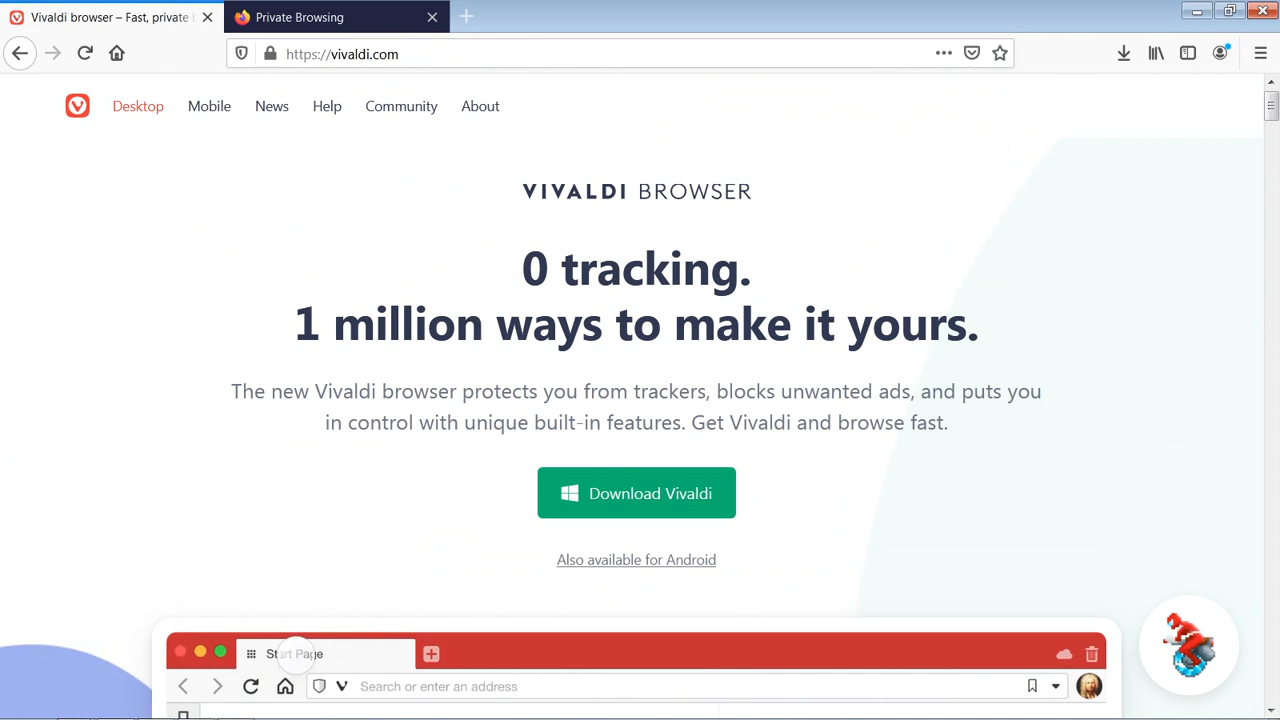 Vivaldi browser – Fast, private b
Private Browsing
https://vivaldi.com
Desktop
Mobile
News
Help
Community
About
VIVALDI BROWSER
0 tracking.
1 million ways to make it yours.
The new Vivaldi browser protects you from trackers, blocks unwanted ads, and puts you
in control with unique built-in features. Get Vivaldi and browse fast.
Download Vivaldi
Also available for Android
Start Page
Search or enter an address